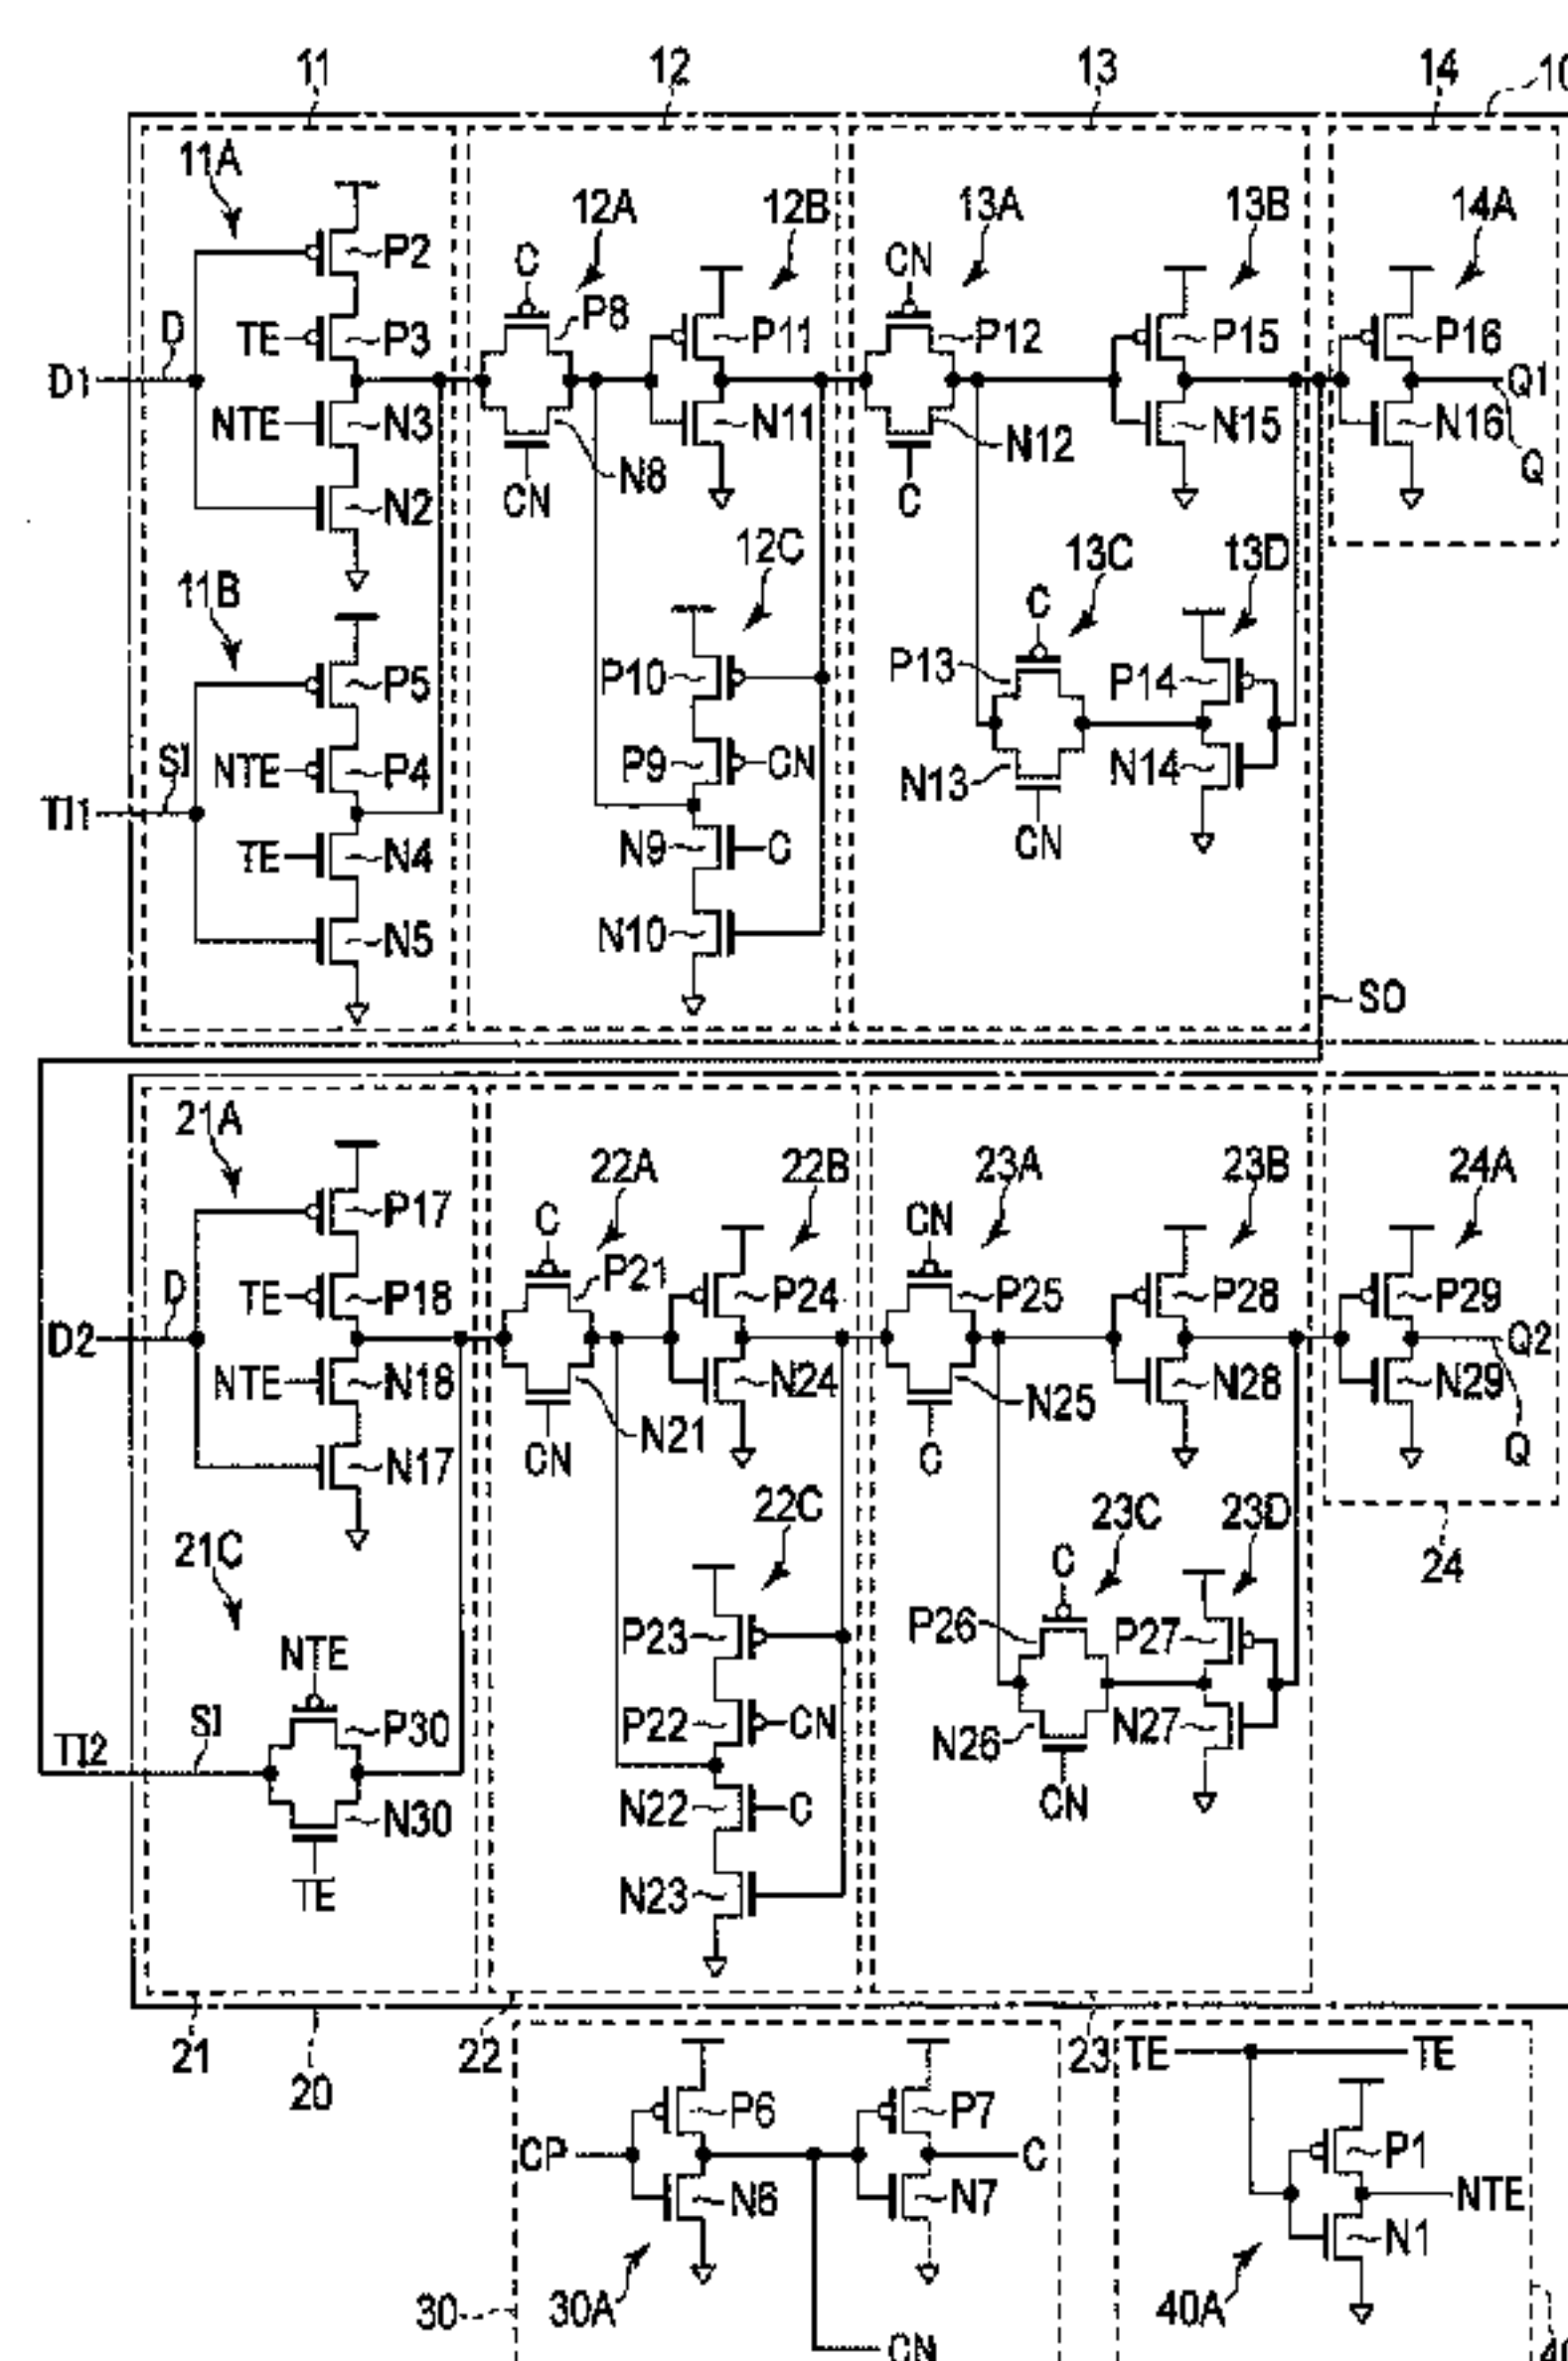 11 12 13 14
11A 12A 12B 13A 13B 14A
P2 C CN
D TE P3 P8 P11 P12 P15 P16
D1 Q1
NTE N3 N8 N11 N12 N15 N16
CN C Q
N2
12C 13C 13D
11B C
P5 P10 P13 P14
SI NTE P4 P9 CN N13 N14
TI1
TE N4 N9 C CN
N5 N10
SO
21A 22A 22B 23A 23B 24A
P17 C CN
D TE P18 P21 P24 P25 P28 P29
D2 Q2
NTE N18 N21 N24 N25 N28 N29
CN C Q
N17
22C 23C 23D
21C C 24
NTE P23 P26 P27
SI P30 P22 CN N26 N27
TI2
N30 N22 C CN
TE N23
21 20 22 23
TE TE
P6 P7
CP C P1
N6 N7 NTE
N1
30 30A 40A
CN